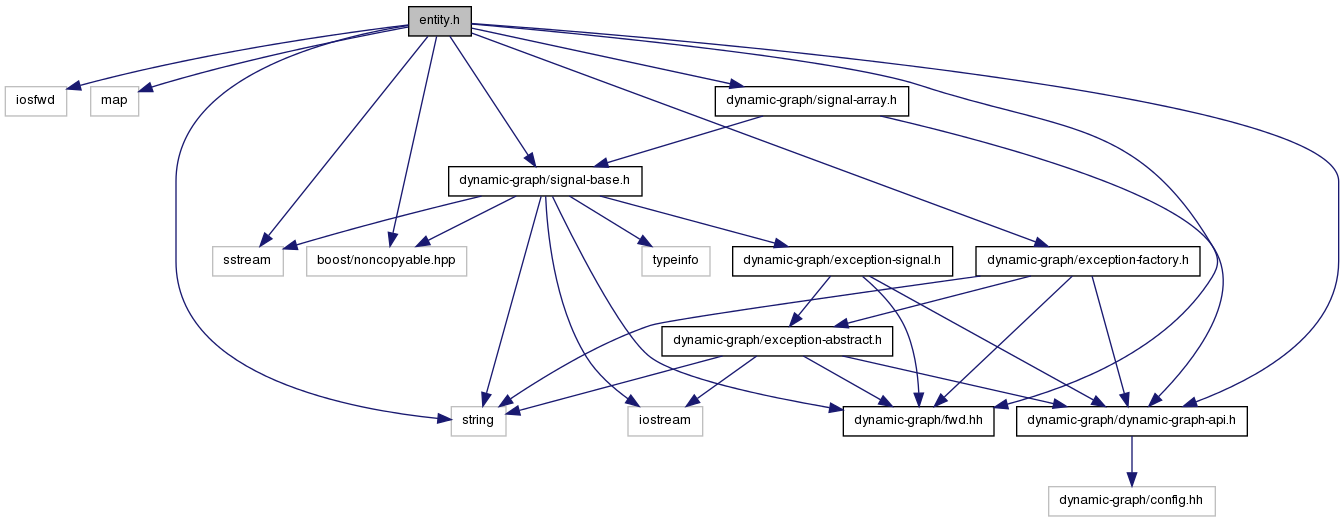 entity.h
iosfwd
map
dynamic-graph/signal-array.h
dynamic-graph/signal-base.h
sstream
boost/noncopyable.hpp
typeinfo
dynamic-graph/exception-signal.h
dynamic-graph/exception-factory.h
dynamic-graph/exception-abstract.h
string
iostream
dynamic-graph/fwd.hh
dynamic-graph/dynamic-graph-api.h
dynamic-graph/config.hh